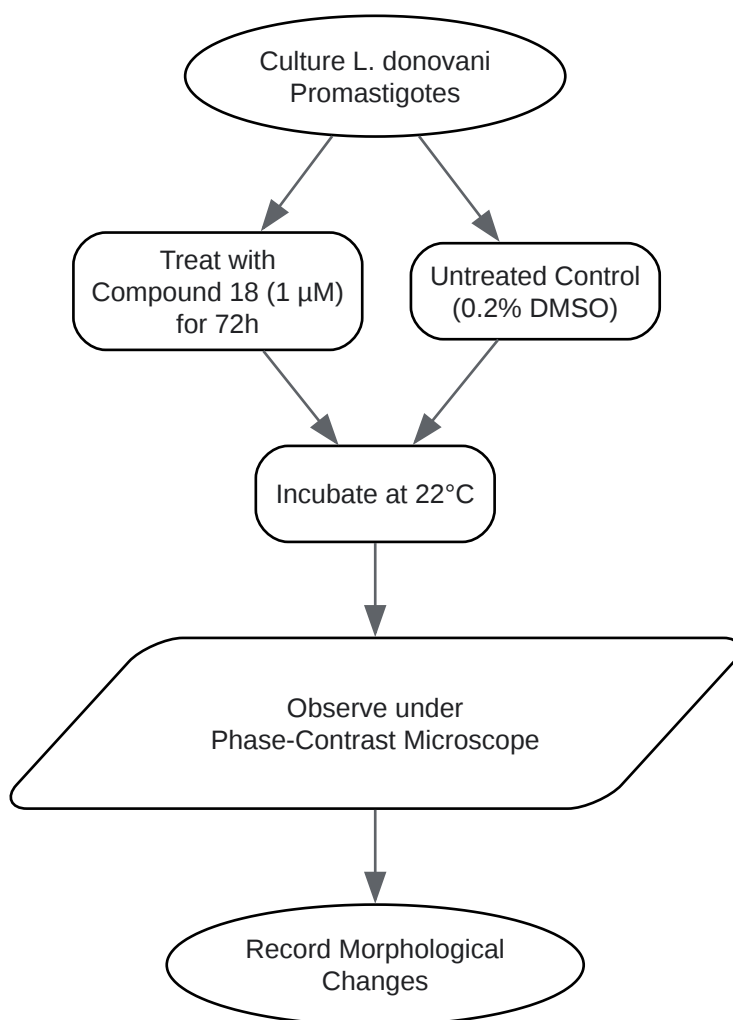 Culture L. donovani
Promastigotes
Treat with
Compound 18 (1 µM)
for 72h
Untreated Control
(0.2% DMSO)
Incubate at 22°C
Observe under
Phase-Contrast Microscope
Record Morphological
Changes